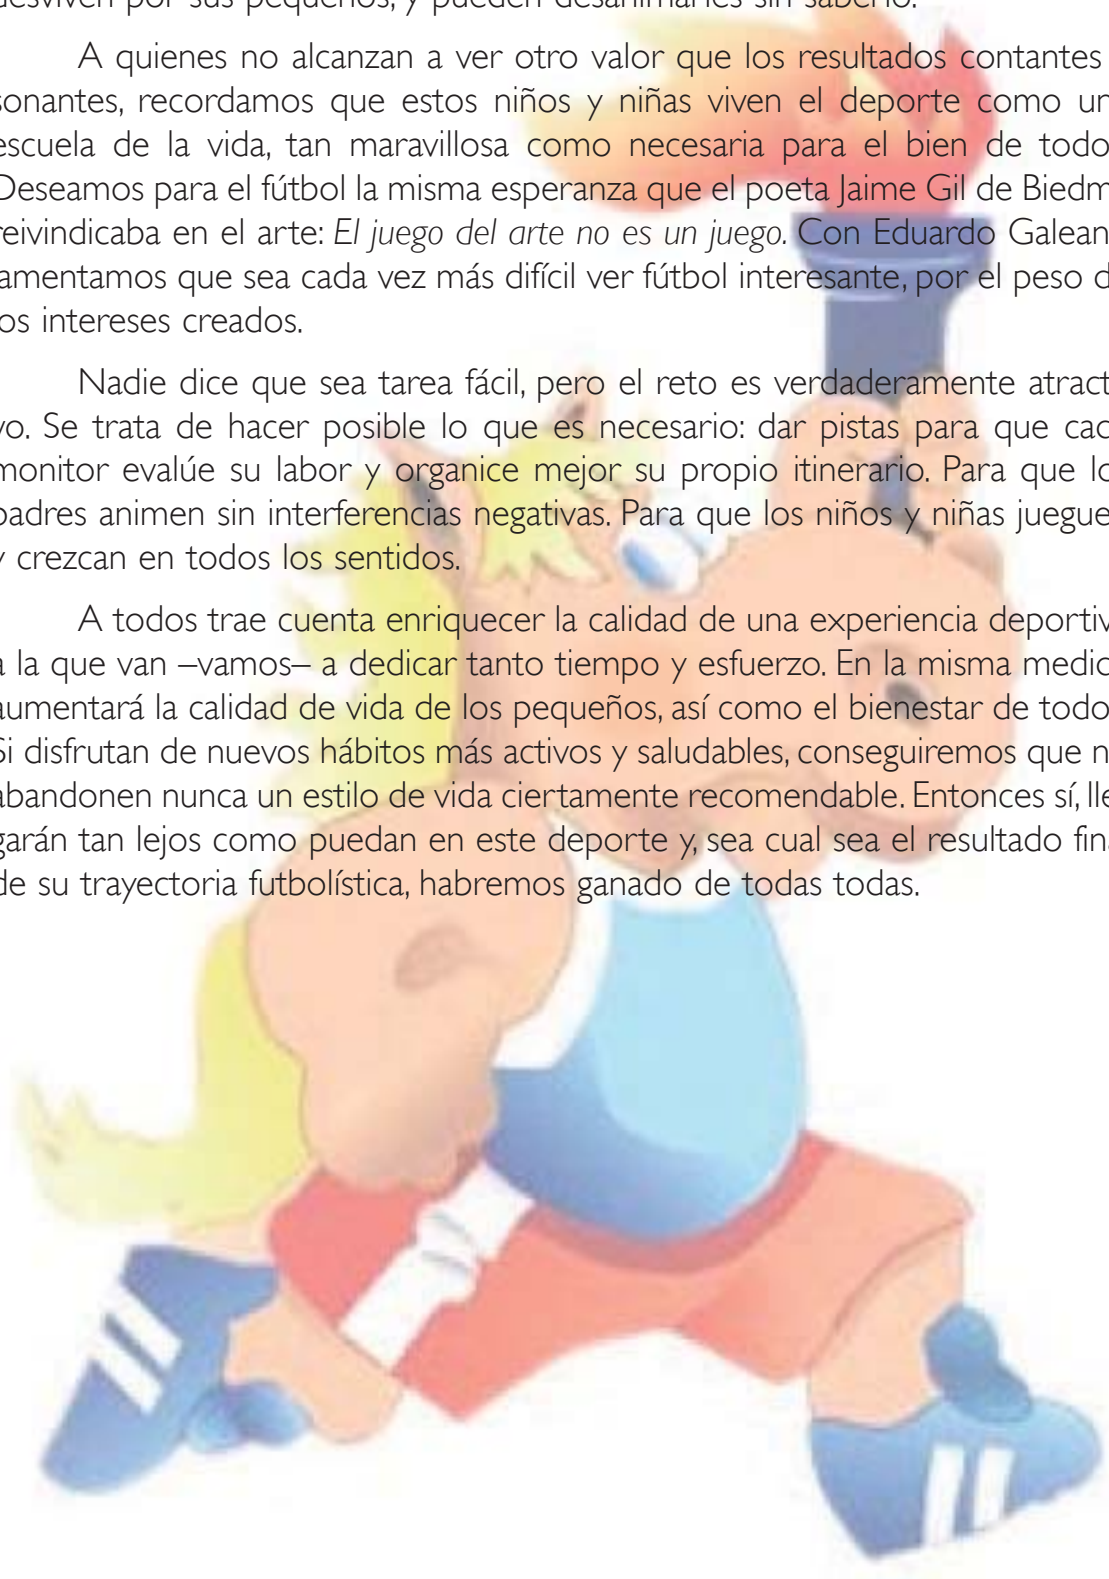 desviven por sus pequeños, y pueden desanimarles sin saberlo.
A quienes no alcanzan a ver otro valor que los resultados contantes
sonantes, recordamos que estos niños y niñas viven el deporte como un
escuela de la vida, tan maravillosa como necesaria para el bien de todo
Deseamos para el fútbol la misma esperanza que el poeta Jaime Gil de Biedm
reivindicaba en el arte: El juego del arte no es un juego. Con Eduardo Galean
lamentamos que sea cada vez más difícil ver fútbol interesante, por el peso d
los intereses creados.
Nadie dice que sea tarea fácil, pero el reto es verdaderamente atract
vo. Se trata de hacer posible lo que es necesario: dar pistas para que cad
monitor evalúe su labor y organice mejor su propio itinerario. Para que lo
padres animen sin interferencias negativas. Para que los niños y niñas juegue
y crezcan en todos los sentidos.
A todos trae cuenta enriquecer la calidad de una experiencia deportiv
a la que van –vamos– a dedicar tanto tiempo y esfuerzo. En la misma medid
aumentará la calidad de vida de los pequeños, así como el bienestar de todo
Si disfrutan de nuevos hábitos más activos y saludables, conseguiremos que n
abandonen nunca un estilo de vida ciertamente recomendable. Entonces sí, lle
garán tan lejos como puedan en este deporte y, sea cual sea el resultado fina
de su trayectoria futbolística, habremos ganado de todas todas.